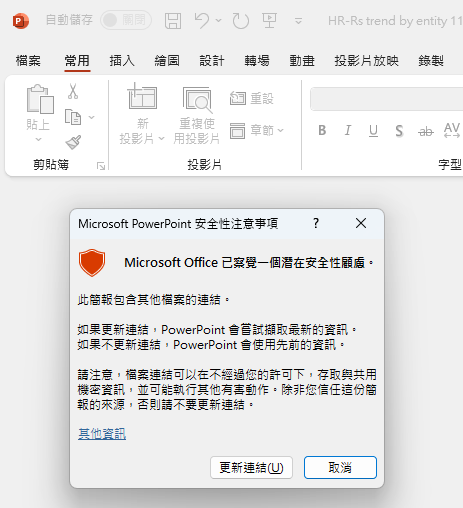 自動儲存 關閉 HR-Rs trend by entity 11
檔案 常用 插入 繪圖 設計 轉場 動畫 投影片放映 錄製
貼上 新投影片 重複使用投影片 重設 章節
B I U S ab AV
剪貼簿 投影片 字型
Microsoft PowerPoint 安全性注意事項 ?
Microsoft Office 已察覺一個潛在安全性顧慮。
此簡報包含其他檔案的連結。
如果更新連結，PowerPoint 會嘗試擷取最新的資訊。
如果不更新連結，PowerPoint 會使用先前的資訊。
請注意，檔案連結可以在不經過您的許可下，存取與共用
機密資訊，並可能執行其他有害動作。除非您信任這份簡
報的來源，否則請不要更新連結。
其他資訊
更新連結(U) 取消